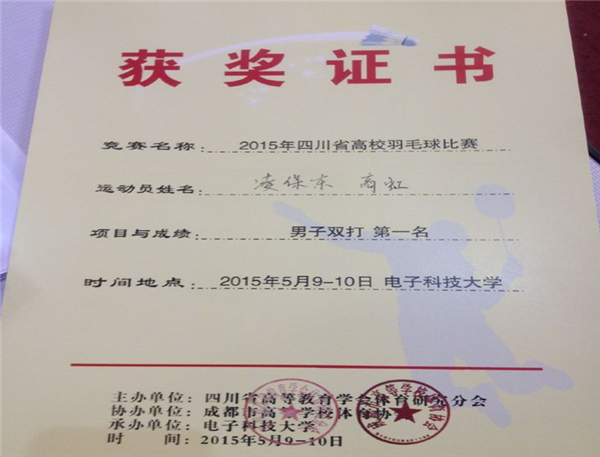 获奖证书
竞赛名称: 2015年四川省高校羽毛球比赛
运动员姓名: 凌保东 高虹
项目与成绩: 男子双打 第一名
时间地点: 2015年5月9-10日 电子科技大学
主办单位: 四川省高等教育学会体育研究分会
协办单位: 成都市高等学校体育协
承办单位: 电子科技大学
时 间: 2015年5月9-10日